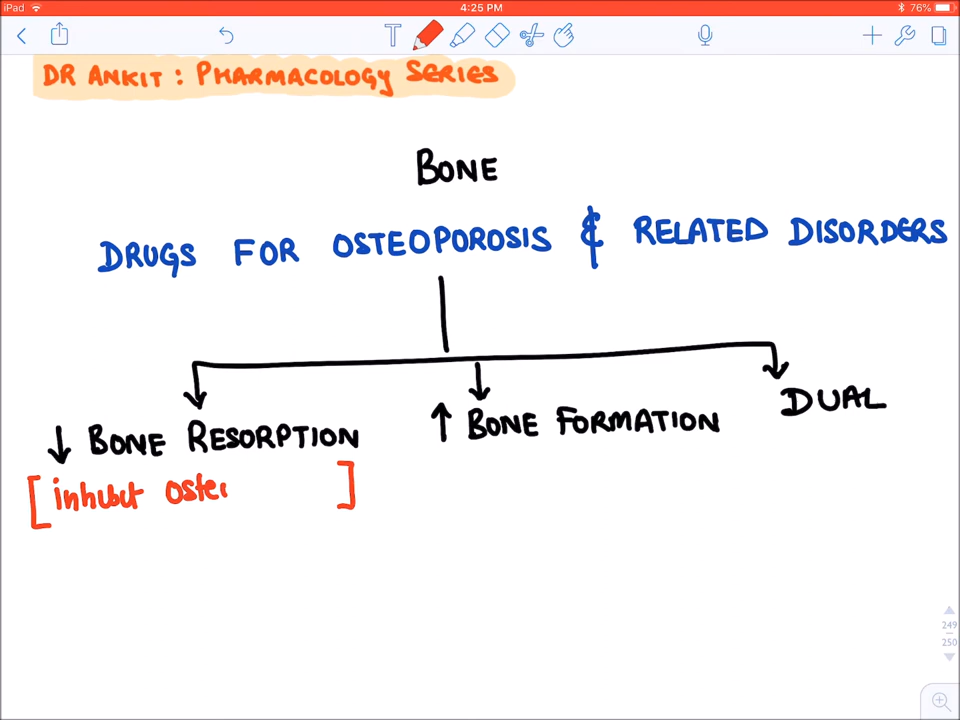 iPad 4:25 PM 76%
T
DR ANKIT : PHARMACOLOGY SERIES
BONE
DRUGS FOR OSTEOPOROSIS & RELATED DISORDERS
↓ BONE RESORPTION ↑ BONE FORMATION DUAL
[inhibit oste ]
249
250